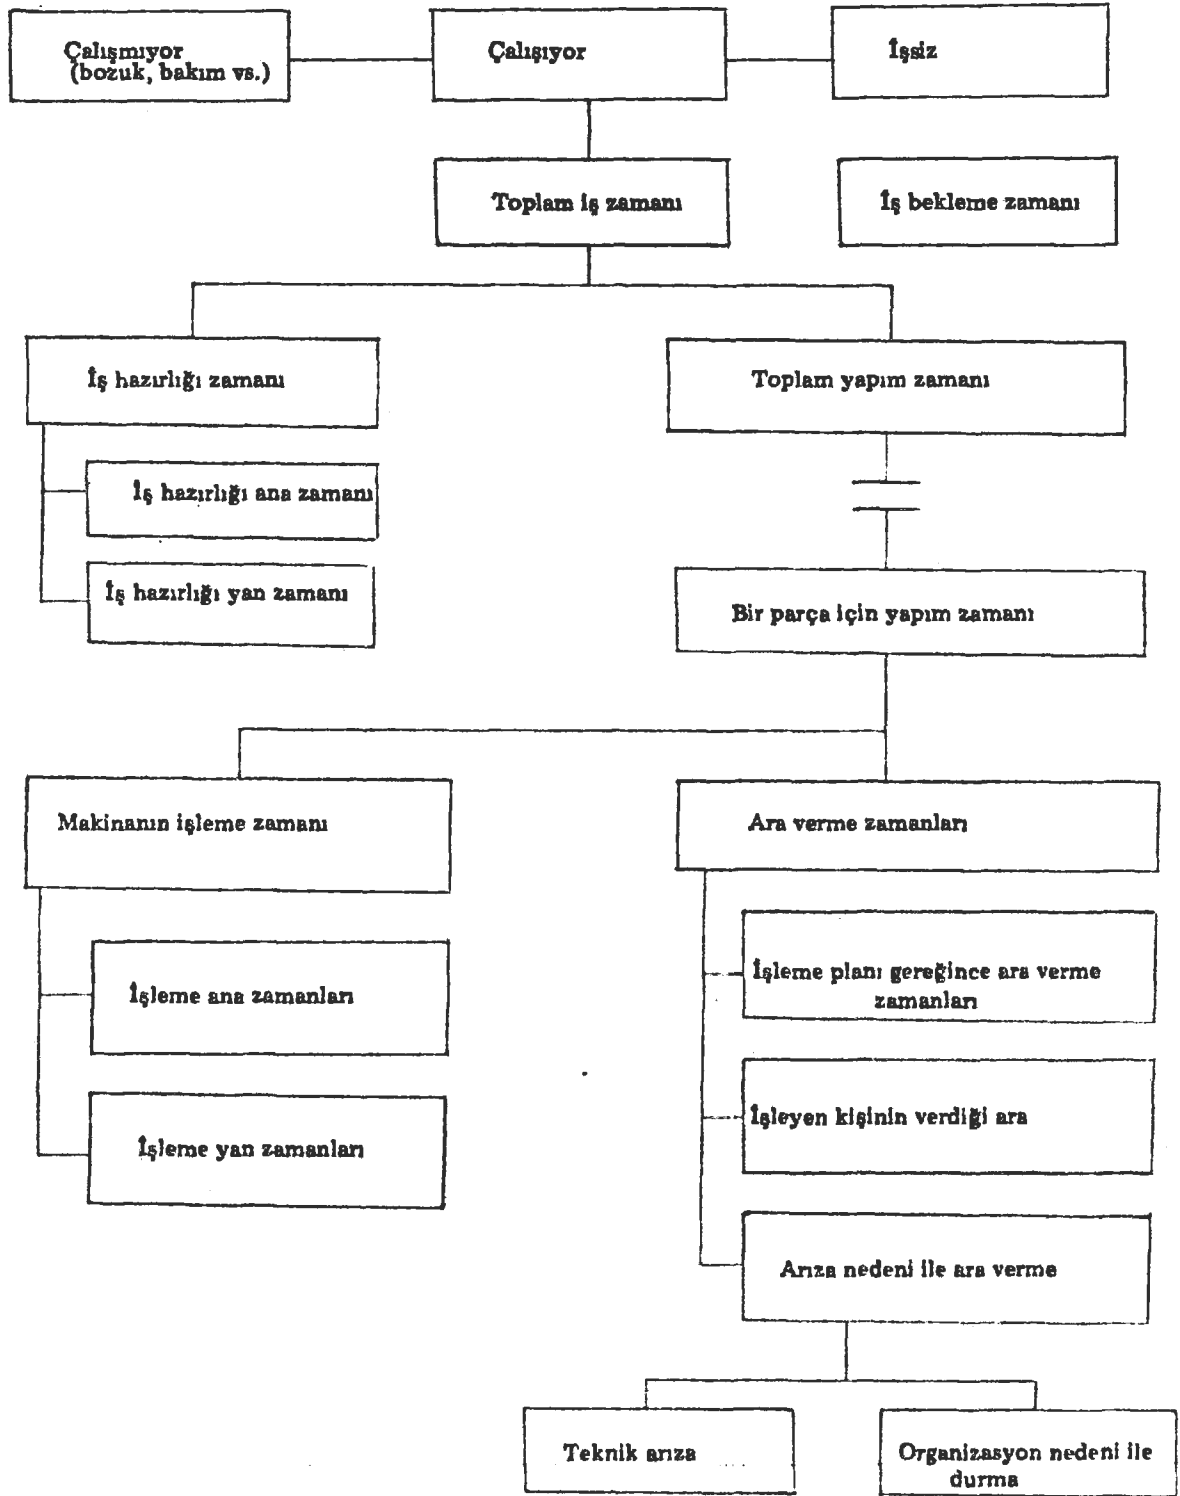 Çalışmıyor
(bozuk, bakım vs.)
Çalışıyor
İşsiz
Toplam iş zamanı
İş bekleme zamanı
İş hazırlığı zamanı
Toplam yapım zamanı
İş hazırlığı ana zamanı
İş hazırlığı yan zamanı
Bir parça için yapım zamanı
Makinanın işleme zamanı
Ara verme zamanları
İşleme planı gereğince ara verme
zamanları
İşleme ana zamanları
İşleyen kişinin verdiği ara
İşleme yan zamanları
Arıza nedeni ile ara verme
Teknik arıza
Organizasyon nedeni ile
durma